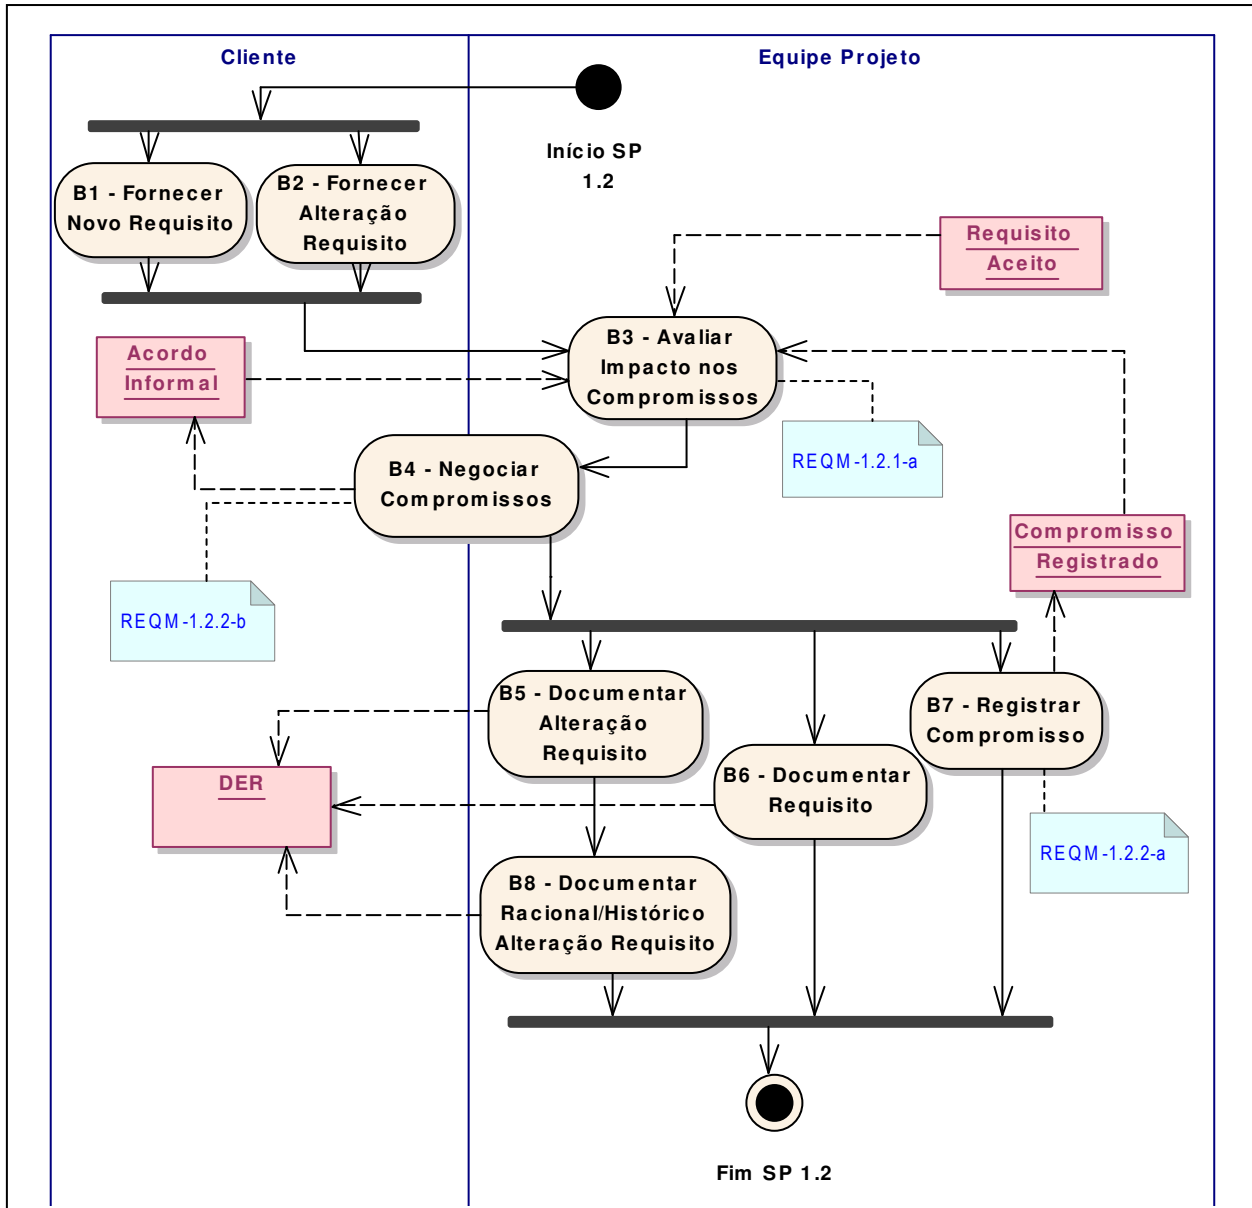 Cliente
Equipe Projeto
Início SP
1.2
B1 - Fornecer
Novo Requisito
B2 - Fornecer
Alteração
Requisito
Requisito
Aceito
B3 - Avaliar
Impacto nos
Compromissos
Acordo
Informal
REQM-1.2.1-a
B4 - Negociar
Compromissos
Compromisso
Registrado
REQM-1.2.2-b
B5 - Documentar
Alteração
Requisito
B7 - Registrar
Compromisso
B6 - Documentar
Requisito
DER
REQM-1.2.2-a
B8 - Documentar
Racional/Histórico
Alteração Requisito
Fim SP 1.2